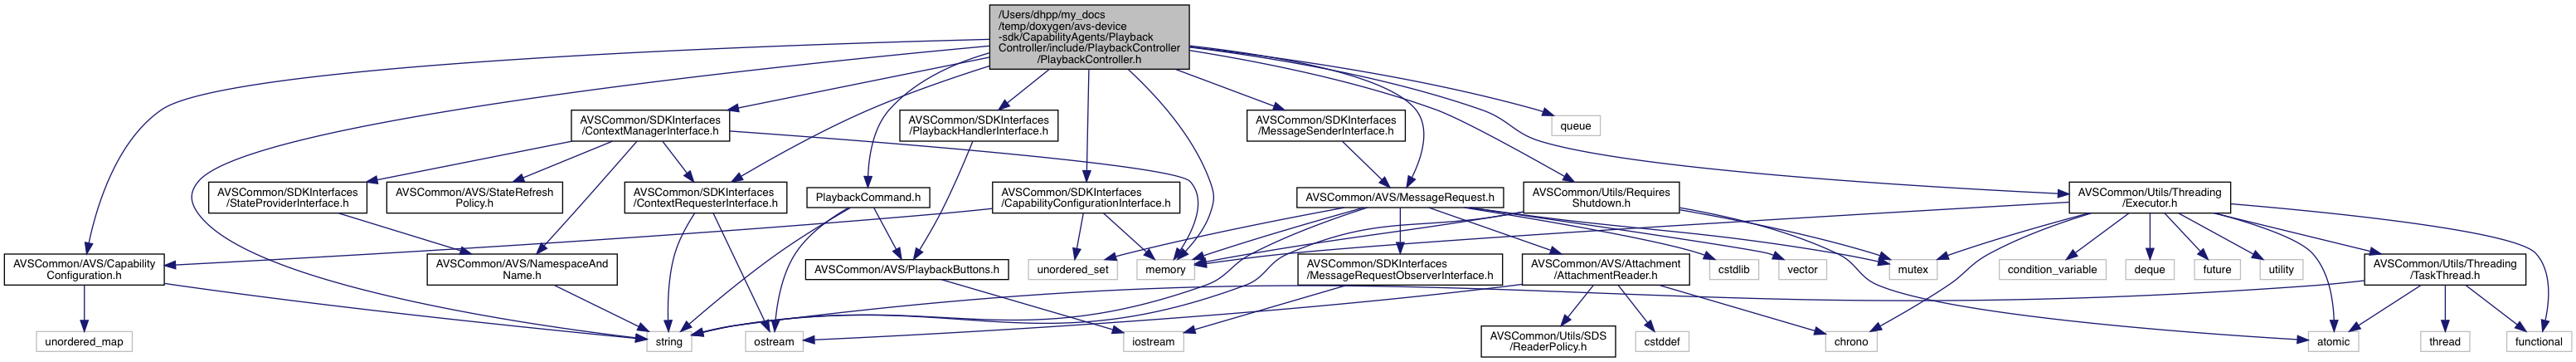 /Users/dhpp/my_docs
/temp/doxygen/avs-device
-sdk/CapabilityAgents/Playback
Controller/include/PlaybackController
/PlaybackController.h
AVSCommon/SDKInterfaces
/ContextManagerInterface.h
AVSCommon/SDKInterfaces
/PlaybackHandlerInterface.h
AVSCommon/SDKInterfaces
/MessageSenderInterface.h
queue
AVSCommon/SDKInterfaces
/StateProviderInterface.h
AVSCommon/AVS/StateRefresh
Policy.h
AVSCommon/SDKInterfaces
/ContextRequesterInterface.h
PlaybackCommand.h
AVSCommon/SDKInterfaces
/CapabilityConfigurationInterface.h
AVSCommon/AVS/MessageRequest.h
AVSCommon/Utils/Requires
Shutdown.h
AVSCommon/Utils/Threading
/Executor.h
AVSCommon/AVS/Capability
Configuration.h
AVSCommon/AVS/NamespaceAnd
Name.h
AVSCommon/AVS/PlaybackButtons.h
unordered_set
memory
AVSCommon/SDKInterfaces
/MessageRequestObserverInterface.h
AVSCommon/AVS/Attachment
/AttachmentReader.h
cstdlib
vector
mutex
condition_variable
deque
future
utility
AVSCommon/Utils/Threading
/TaskThread.h
unordered_map
string
ostream
iostream
AVSCommon/Utils/SDS
/ReaderPolicy.h
cstddef
chrono
atomic
thread
functional